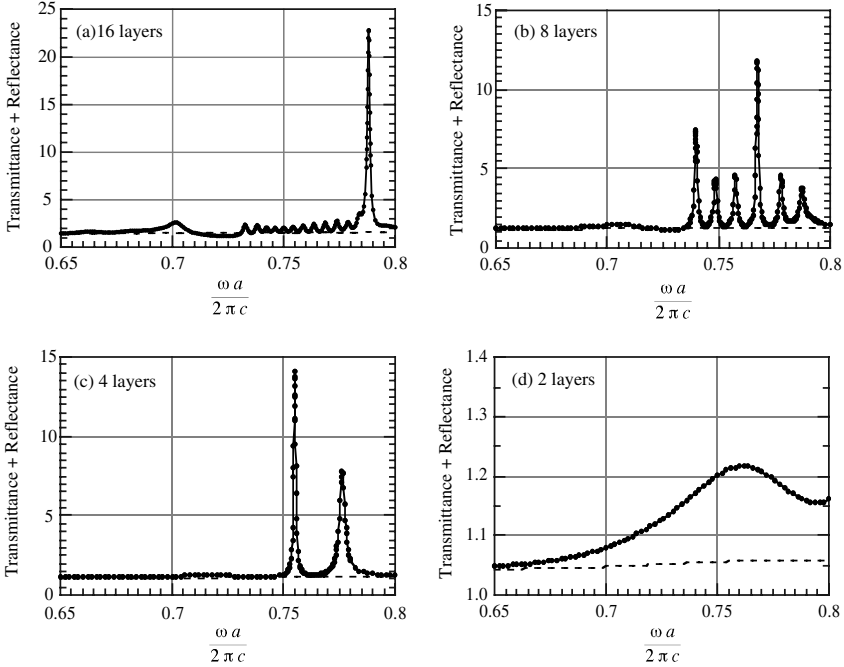 Transmittance + Reflectance
(a)16 layers
25
20
15
10
5
0
0.65
0.7
0.75
0.8
ω a
2 π c
Transmittance + Reflectance
(b) 8 layers
15
10
5
0
0.65
0.7
0.75
0.8
ω a
2 π c
Transmittance + Reflectance
(c) 4 layers
15
10
5
0
0.65
0.7
0.75
0.8
ω a
2 π c
Transmittance + Reflectance
(d) 2 layers
1.4
1.3
1.2
1.1
1.0
0.65
0.7
0.75
0.8
ω a
2 π c